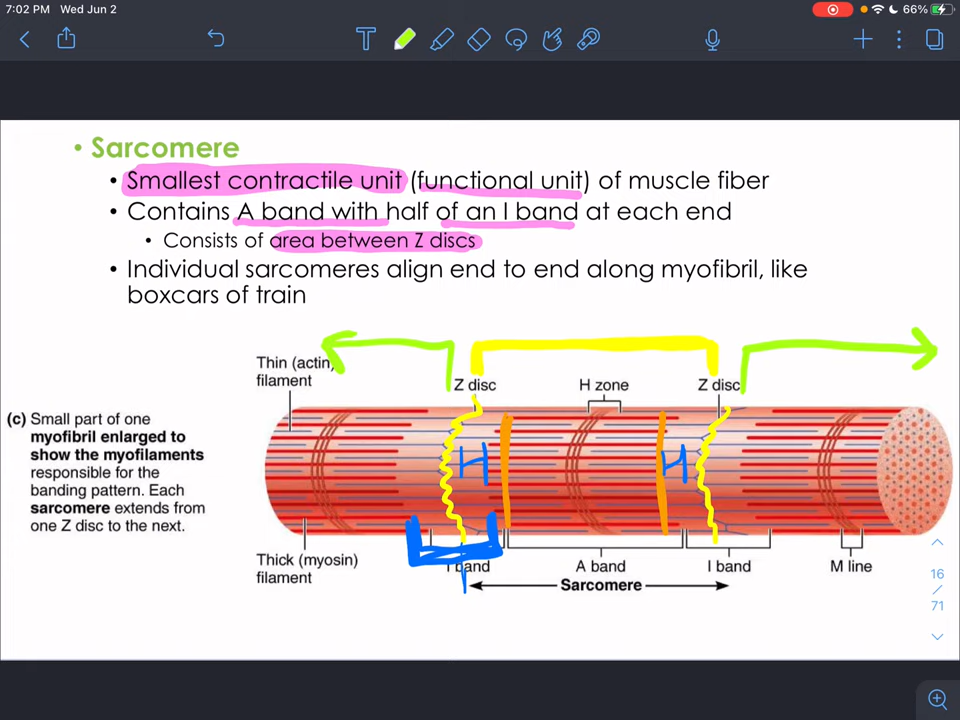 7:02 PM Wed Jun 2
66%
• Sarcomere
• Smallest contractile unit (functional unit) of muscle fiber
• Contains A band with half of an I band at each end
• Consists of area between Z discs
• Individual sarcomeres align end to end along myofibril, like
boxcars of train
Thin (actin)
filament
Z disc
H zone
Z disc
(c) Small part of one
myofibril enlarged to
show the myofilaments
responsible for the
banding pattern. Each
sarcomere extends from
one Z disc to the next.
H
H
Thick (myosin)
filament
I band
A band
I band
M line
Sarcomere
16
/
71